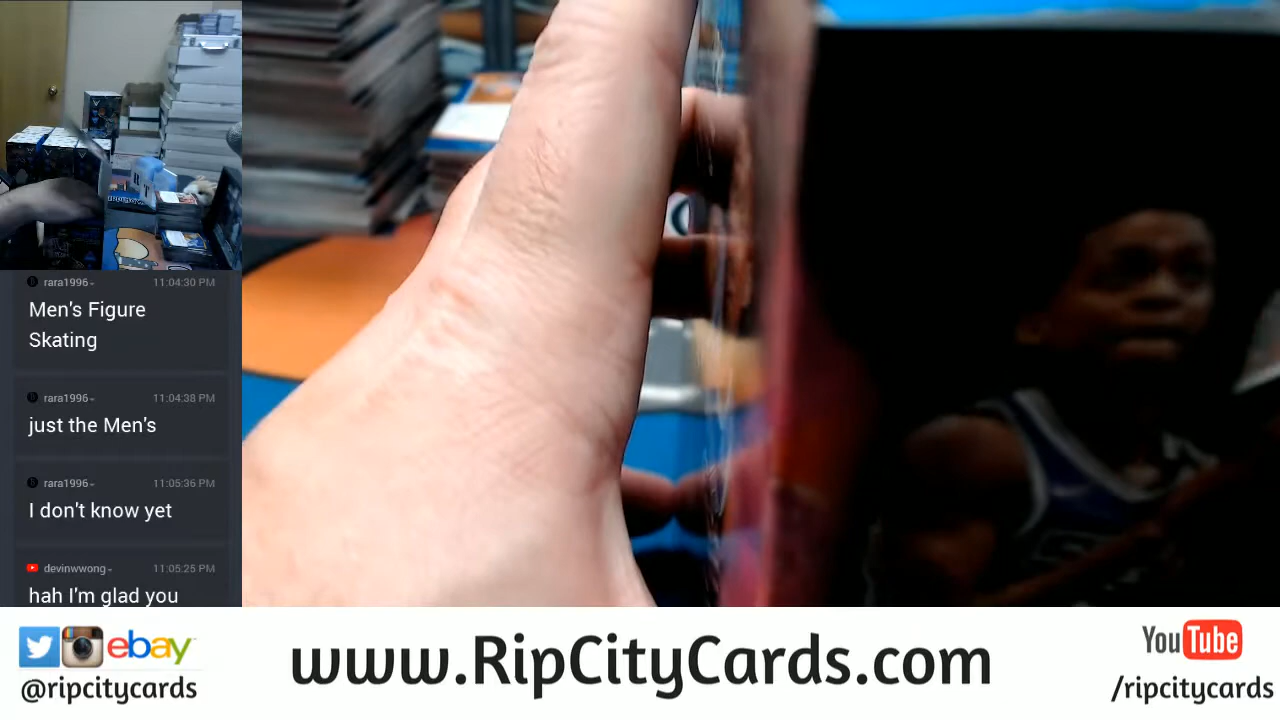 rara1996
11:04:30 PM
Men's Figure
Skating
rara1996
11:04:38 PM
just the Men's
rara1996
11:05:36 PM
I don't know yet
devinwwong
11:05:25 PM
hah I'm glad you
ebay
@ripcitycards
www.RipCityCards.com
YouTube
/ripcitycards